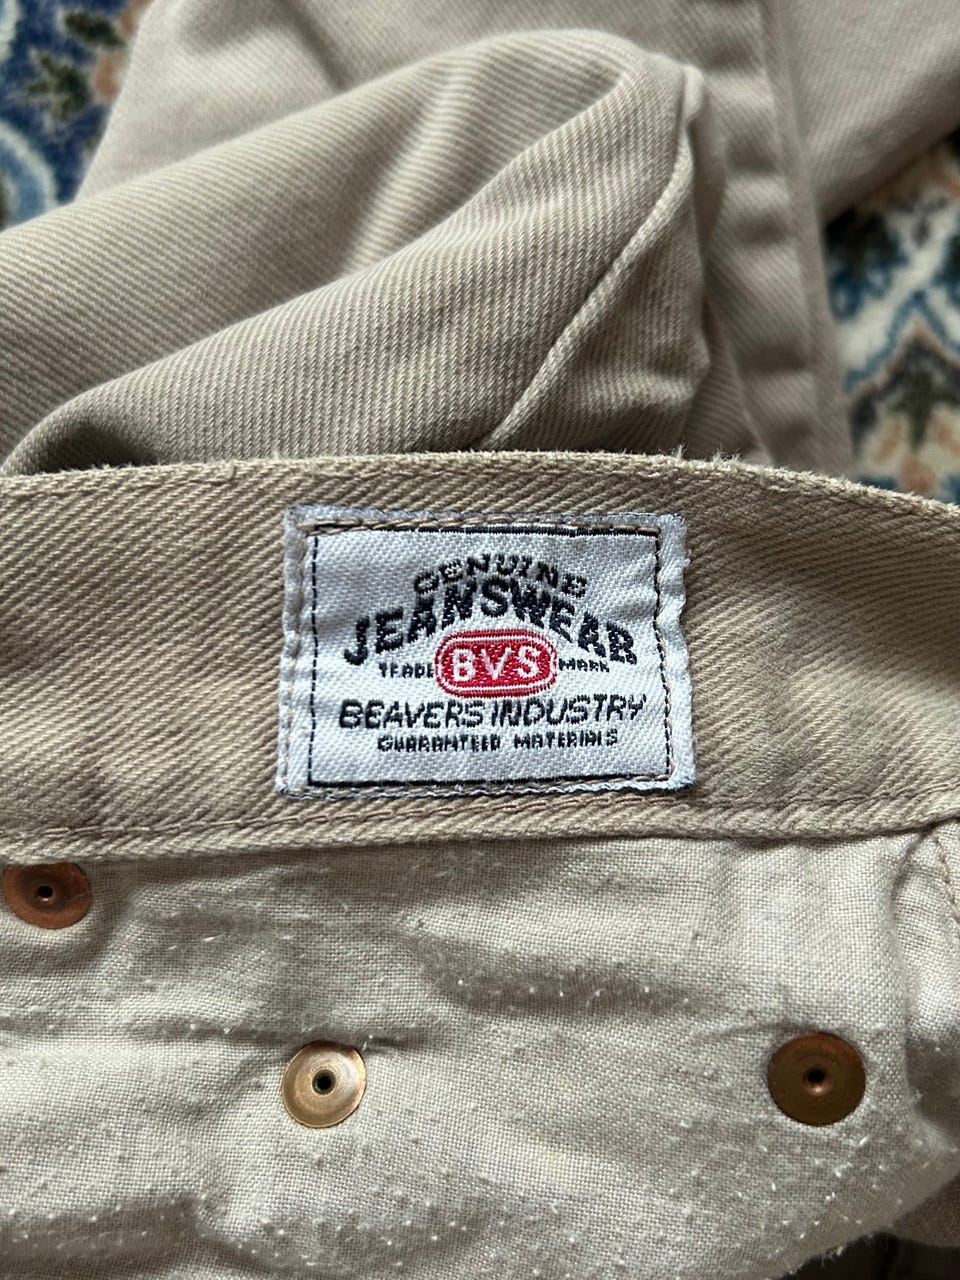 GENUINE
JEANSWEAR
TRADE BVS MARK
BEAVERS INDUSTRY
GUARANTEED MATERIALS